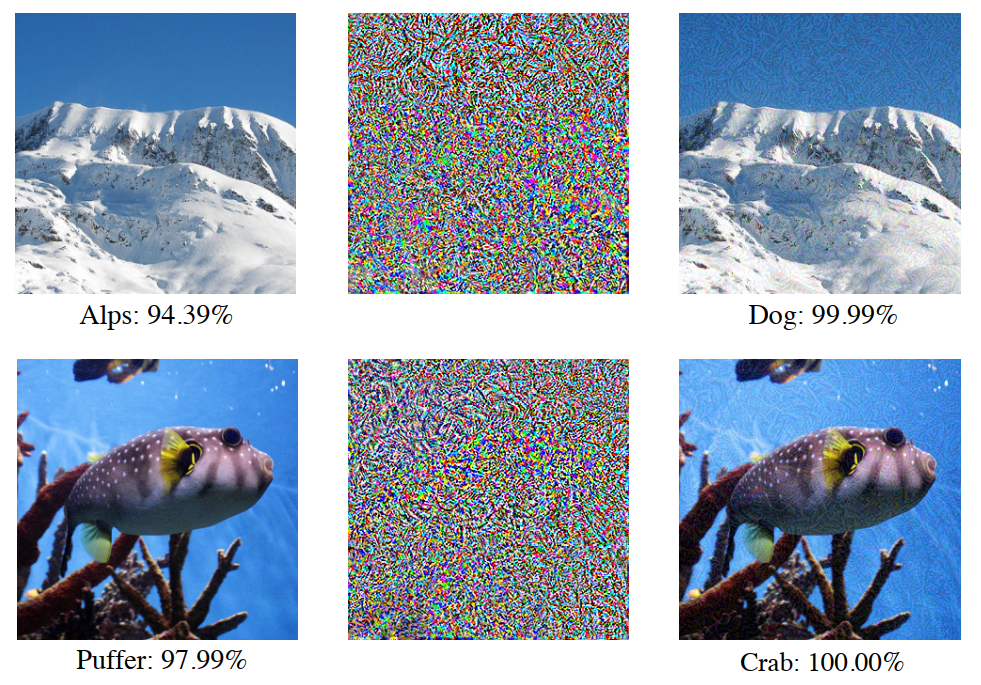 Alps: 94.39%
Dog: 99.99%
Puffer: 97.99%
Crab: 100.00%